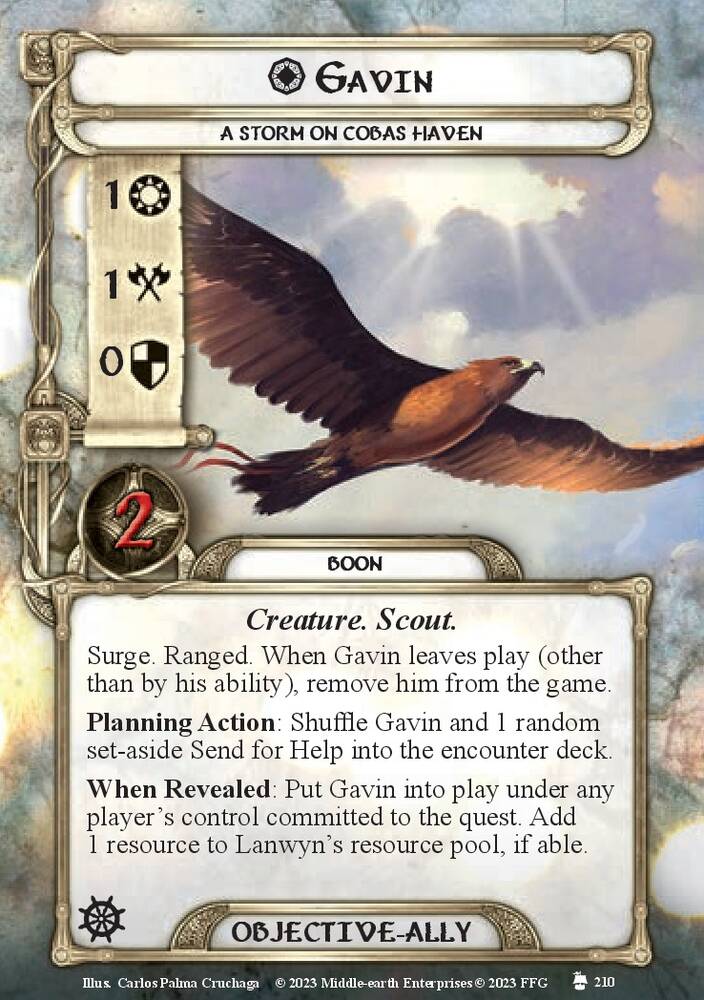 GAVIN
A STORM ON COBAS HAVEN
1
1
0
2
BOON
Creature. Scout.
Surge. Ranged. When Gavin leaves play (other
than by his ability), remove him from the game.
Planning Action: Shuffle Gavin and 1 random
set-aside Send for Help into the encounter deck.
When Revealed: Put Gavin into play under any
player's control committed to the quest. Add
1 resource to Lanwyn's resource pool, if able.
OBJECTIVE-ALLY
Illus. Carlos Palma Cruchaga © 2023 Middle-earth Enterprises © 2023 FFG 210